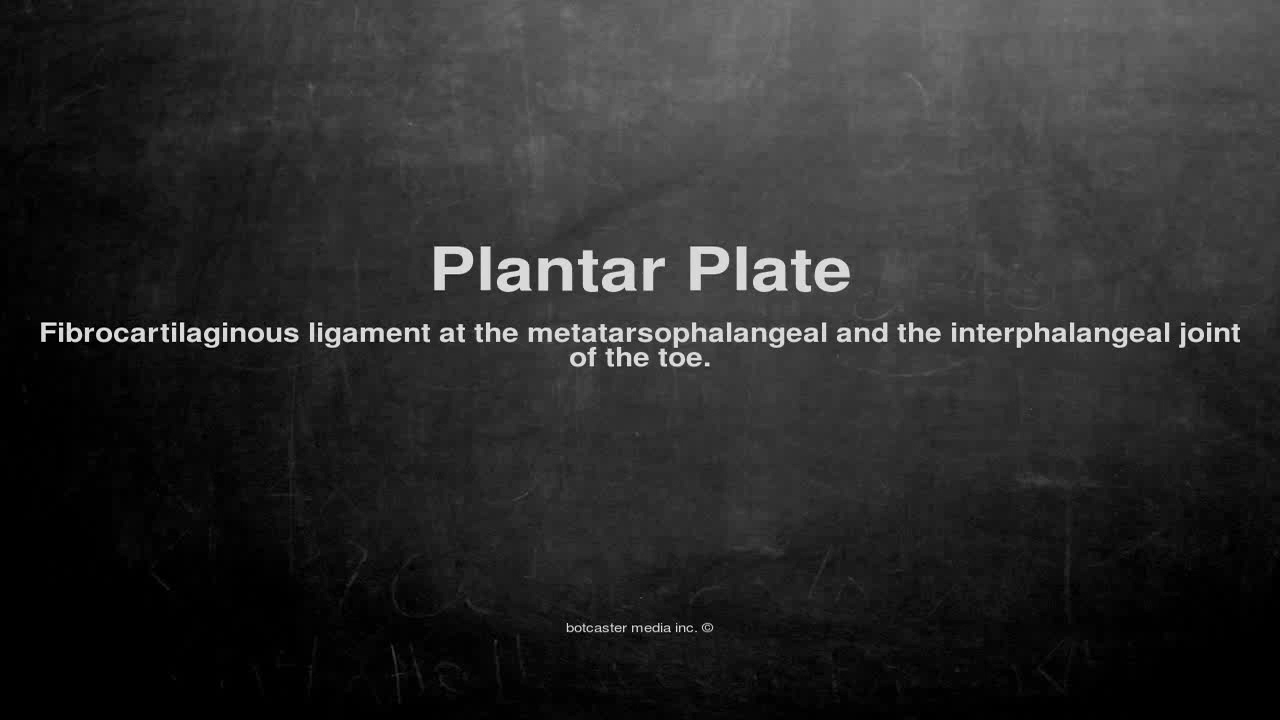 Plantar Plate
Fibrocartilaginous ligament at the metatarsophalangeal and the interphalangeal joint
of the toe.
botcaster media inc. ©